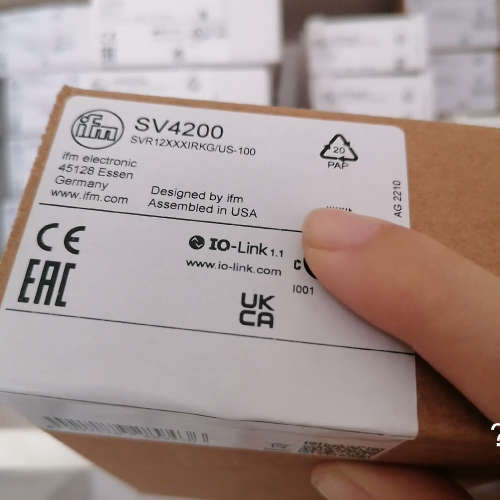 ifm
SV4200
SVR12XXXIRKG/US-100
ifm electronic
45128 Essen
Germany
www.ifm.com
Designed by ifm
Assembled in USA
20
PAP
AG 2210
CE
EAC
IO-Link 1.1
www.io-link.com
c
I001
UK
CA
?